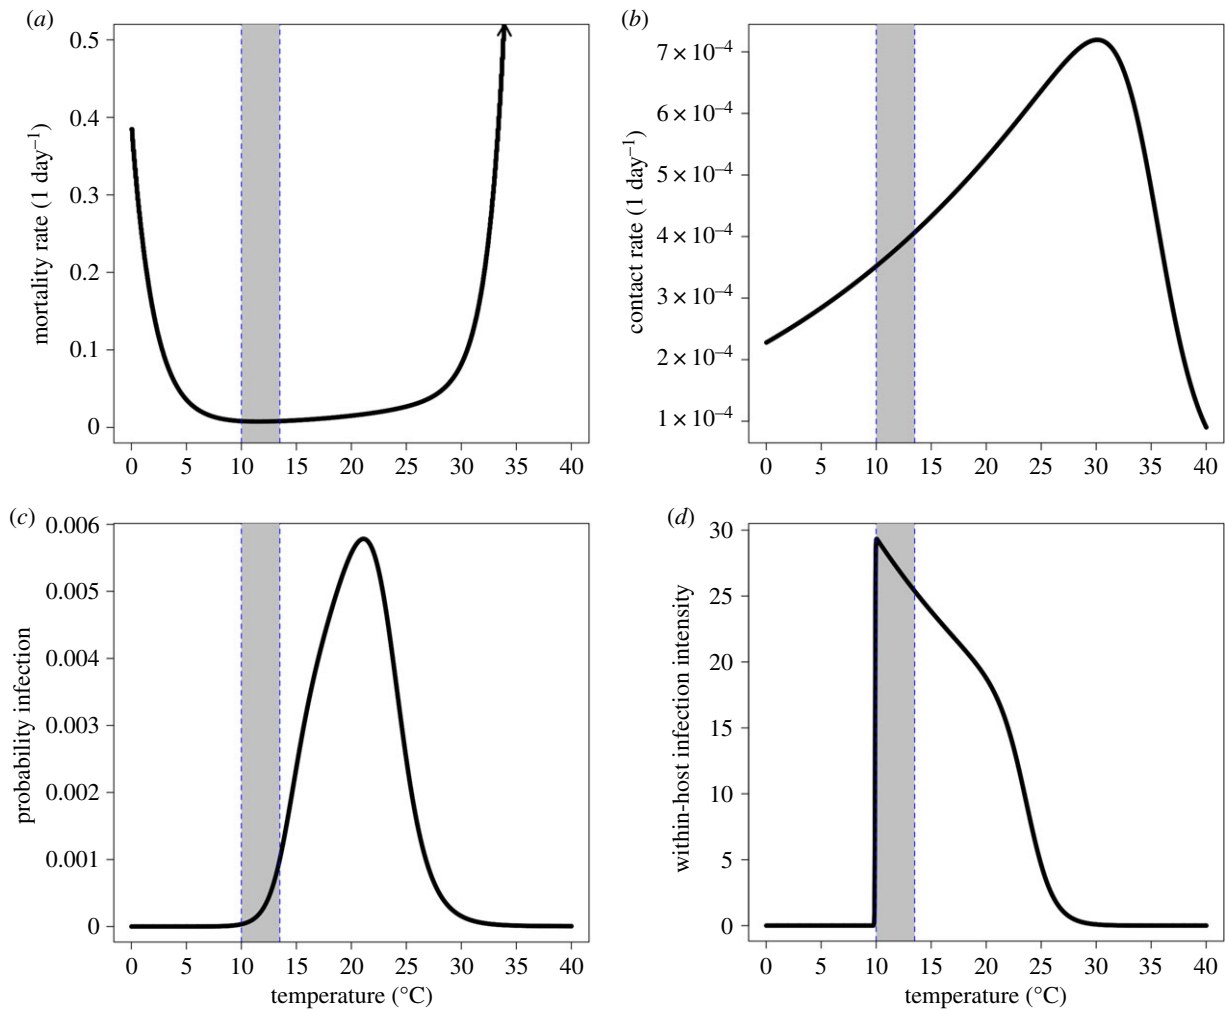 (a)
mortality rate (1 day⁻¹)
0.5
0.4
0.3
0.2
0.1
0
0 5 10 15 20 25 30 35 40
(b)
contact rate (1 day⁻¹)
7 × 10⁻⁴
6 × 10⁻⁴
5 × 10⁻⁴
4 × 10⁻⁴
3 × 10⁻⁴
2 × 10⁻⁴
1 × 10⁻⁴
0 5 10 15 20 25 30 35 40
(c)
probability infection
0.006
0.005
0.004
0.003
0.002
0.001
0
0 5 10 15 20 25 30 35 40
temperature (°C)
(d)
within-host infection intensity
30
25
20
15
10
5
0
0 5 10 15 20 25 30 35 40
temperature (°C)